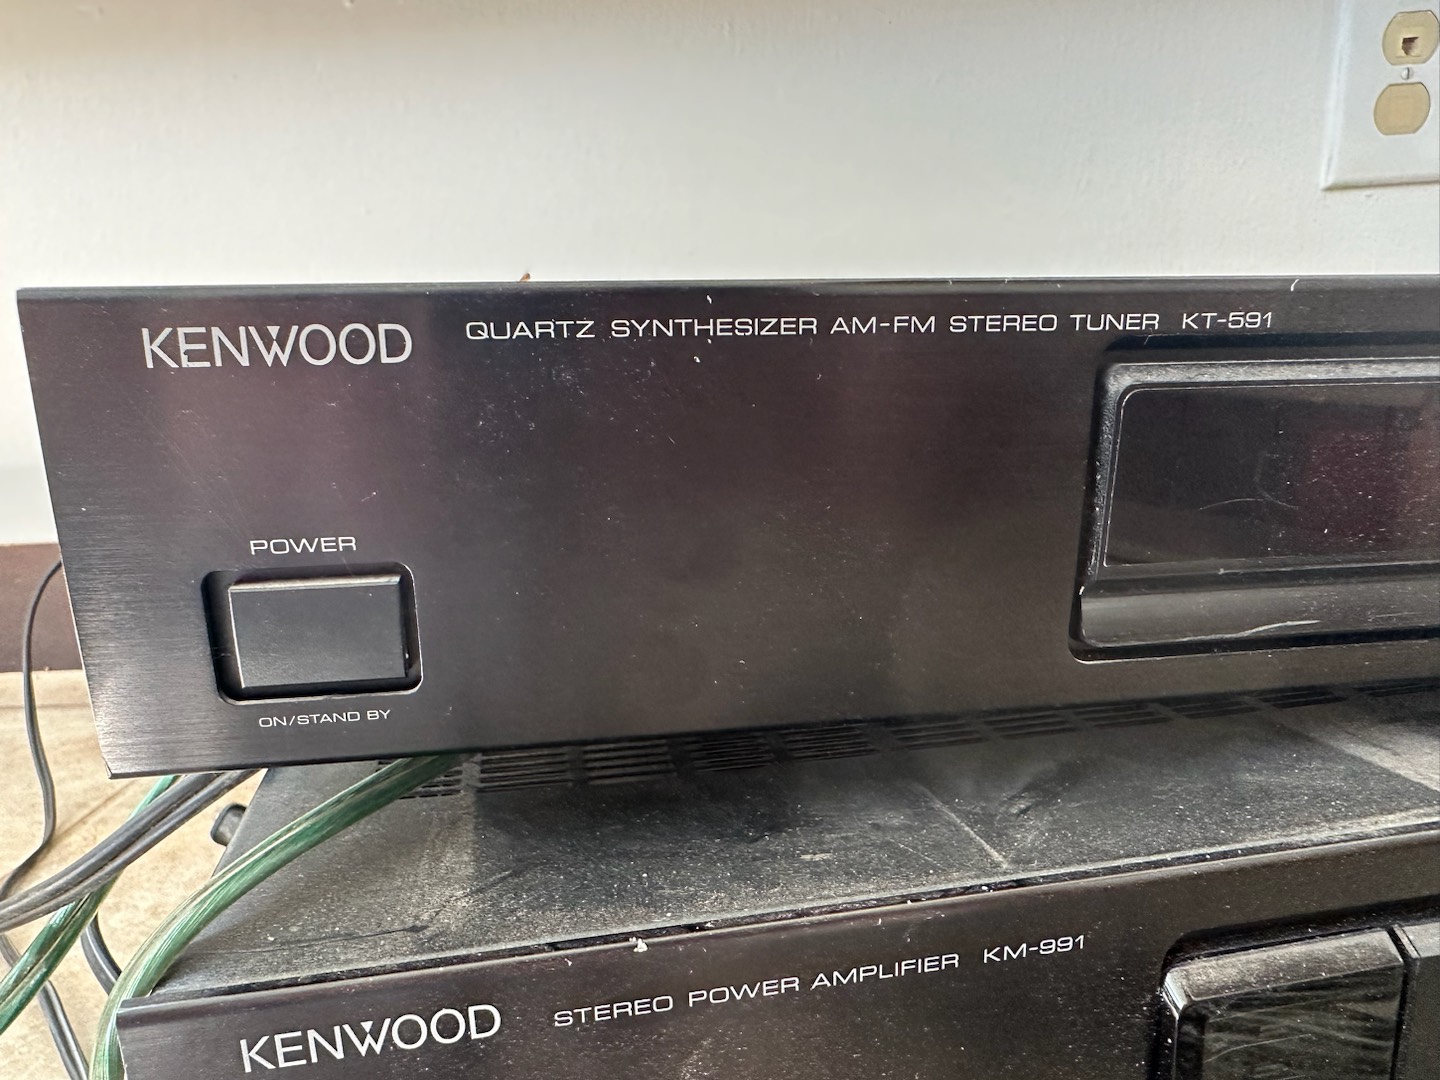 KENWOOD QUARTZ SYNTHESIZER AM-FM STEREO TUNER KT-591
POWER
ON/STAND BY
KENWOOD STEREO POWER AMPLIFIER KM-991